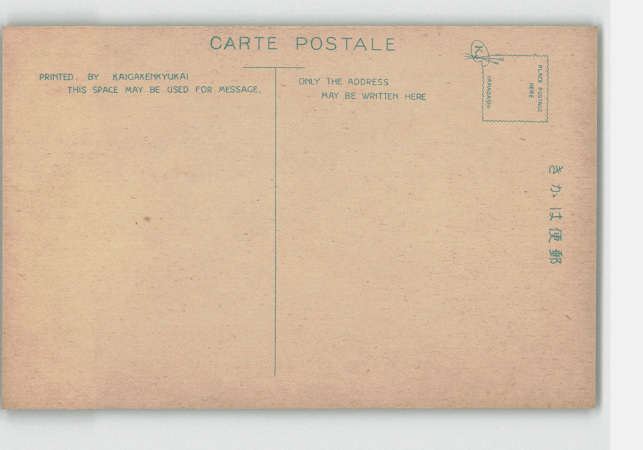 CARTE POSTALE
PRINTED. BY KAIGAKENKYUKAI
THIS SPACE MAY BE USED FOR MESSAGE.
ONLY THE ADDRESS
MAY BE WRITTEN HERE
PLACE POSTAGE
HERE
きかは便郵